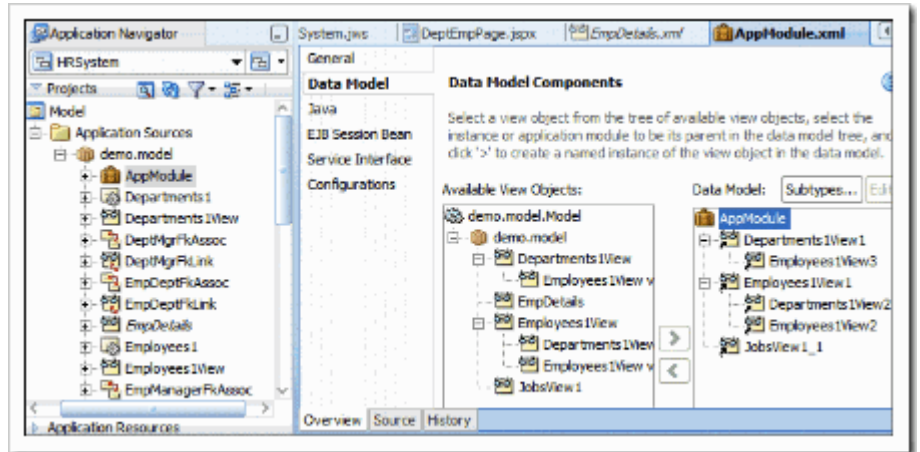 Application Navigator
HRSystem
Projects
Model
Application Sources
demo.model
AppModule
Departments1
Departments1View
DeptMgrFkAssoc
DeptMgrFkLink
EmpDeptFkAssoc
EmpDeptFkLink
EmpDetails
Employees1
Employees1View
EmpManagerFkAssoc
Application Resources
System.jws
DeptEmpPage.jspx
EmpDetails.xml
AppModule.xml
General
Data Model
Java
EJB Session Bean
Service Interface
Configurations
Data Model Components
Select a view object from the tree of available view objects, select the
instance or application module to be its parent in the data model tree, and
click '>' to create a named instance of the view object in the data model.
Available View Objects:
demo.model.Model
demo.model
Departments1View
Employees1View v
EmpDetails
Employees1View
Departments1View
Employees1View v
JobsView1
Data Model:
Subtypes...
Edit
AppModule
Departments1View1
Employees1View3
Employees1View1
Departments1View2
Employees1View2
JobsView1_1
Overview
Source
History